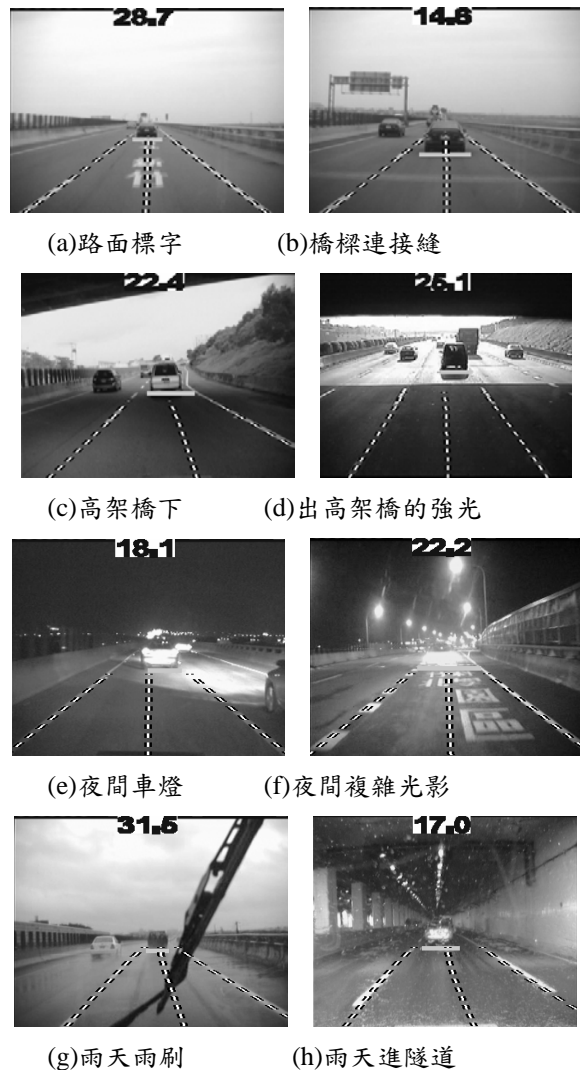 28.7 14.8
(a)路面標字 (b)橋樑連接縫
22.4 25.1
(c)高架橋下 (d)出高架橋的強光
18.1 22.2
(e)夜間車燈 (f)夜間複雜光影
31.5 17.0
(g)雨天雨刷 (h)雨天進隧道